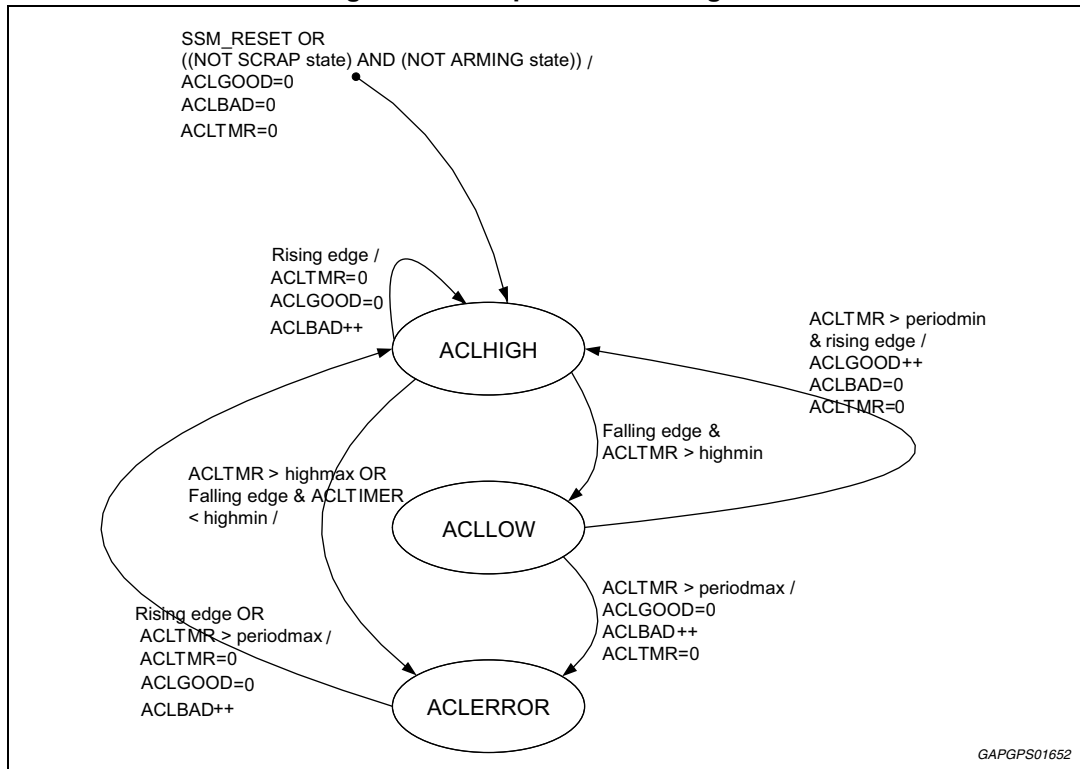 SSM_RESET OR
((NOT SCRAP state) AND (NOT ARMING state)) /
ACLGOOD=0
ACLBAD=0
ACLTMR=0
Rising edge /
ACLTMR=0
ACLGOOD=0
ACLBAD++
ACLHIGH
ACLTMR > periodmin
& rising edge /
ACLGOOD++
ACLBAD=0
ACLTMR=0
Falling edge &
ACLTMR > highmin
ACLTMR > highmax OR
Falling edge & ACLTIMER
< highmin /
ACLLOW
ACLTMR > periodmax /
ACLGOOD=0
ACLBAD++
ACLTMR=0
Rising edge OR
ACLTMR > periodmax /
ACLTMR=0
ACLGOOD=0
ACLBAD++
ACLERROR
GAPGPS01652